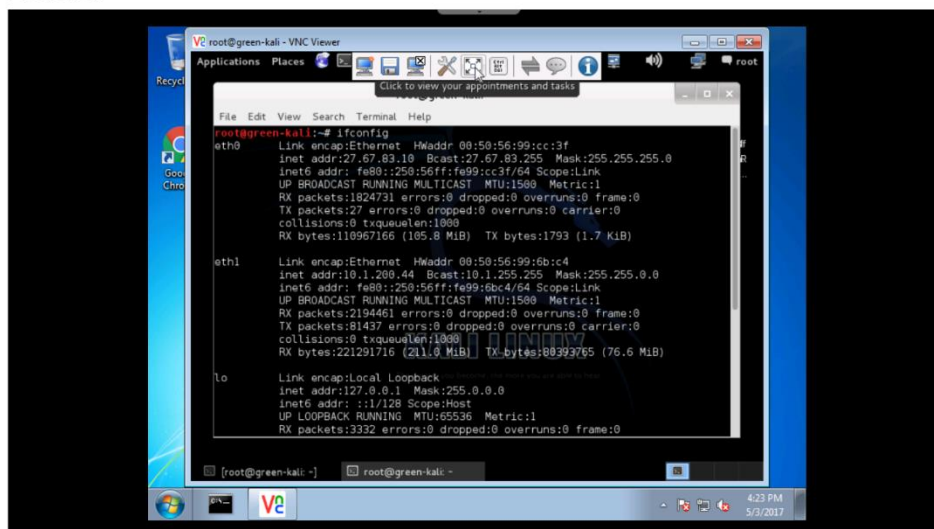 root@green-kali - VNC Viewer
Applications Places
root
Recycl
Click to view your appointments and tasks
File Edit View Search Terminal Help
root@green-kali:~# ifconfig
eth0 Link encap:Ethernet HWaddr 00:50:56:99:cc:3f
inet addr:27.67.83.10 Bcast:27.67.83.255 Mask:255.255.255.0
inet6 addr: fe80::250:56ff:fe99:cc3f/64 Scope:Link
UP BROADCAST RUNNING MULTICAST MTU:1500 Metric:1
RX packets:1824731 errors:0 dropped:0 overruns:0 frame:0
TX packets:27 errors:0 dropped:0 overruns:0 carrier:0
collisions:0 txqueuelen:1000
RX bytes:110967166 (105.8 MiB) TX bytes:1793 (1.7 KiB)
Goo
Chro
eth1 Link encap:Ethernet HWaddr 00:50:56:99:6b:c4
inet addr:10.1.200.44 Bcast:10.1.255.255 Mask:255.255.0.0
inet6 addr: fe80::250:56ff:fe99:6bc4/64 Scope:Link
UP BROADCAST RUNNING MULTICAST MTU:1500 Metric:1
RX packets:2194461 errors:0 dropped:0 overruns:0 frame:0
TX packets:81437 errors:0 dropped:0 overruns:0 carrier:0
collisions:0 txqueuelen:1000
RX bytes:221291716 (211.0 MiB) TX bytes:80393765 (76.6 MiB)
KALI LINUX
lo Link encap:Local Loopback
inet addr:127.0.0.1 Mask:255.0.0.0
inet6 addr: ::1/128 Scope:Host
UP LOOPBACK RUNNING MTU:65536 Metric:1
RX packets:3332 errors:0 dropped:0 overruns:0 frame:0
[root@green-kali: ~]
root@green-kali: ~
4:23 PM
5/3/2017